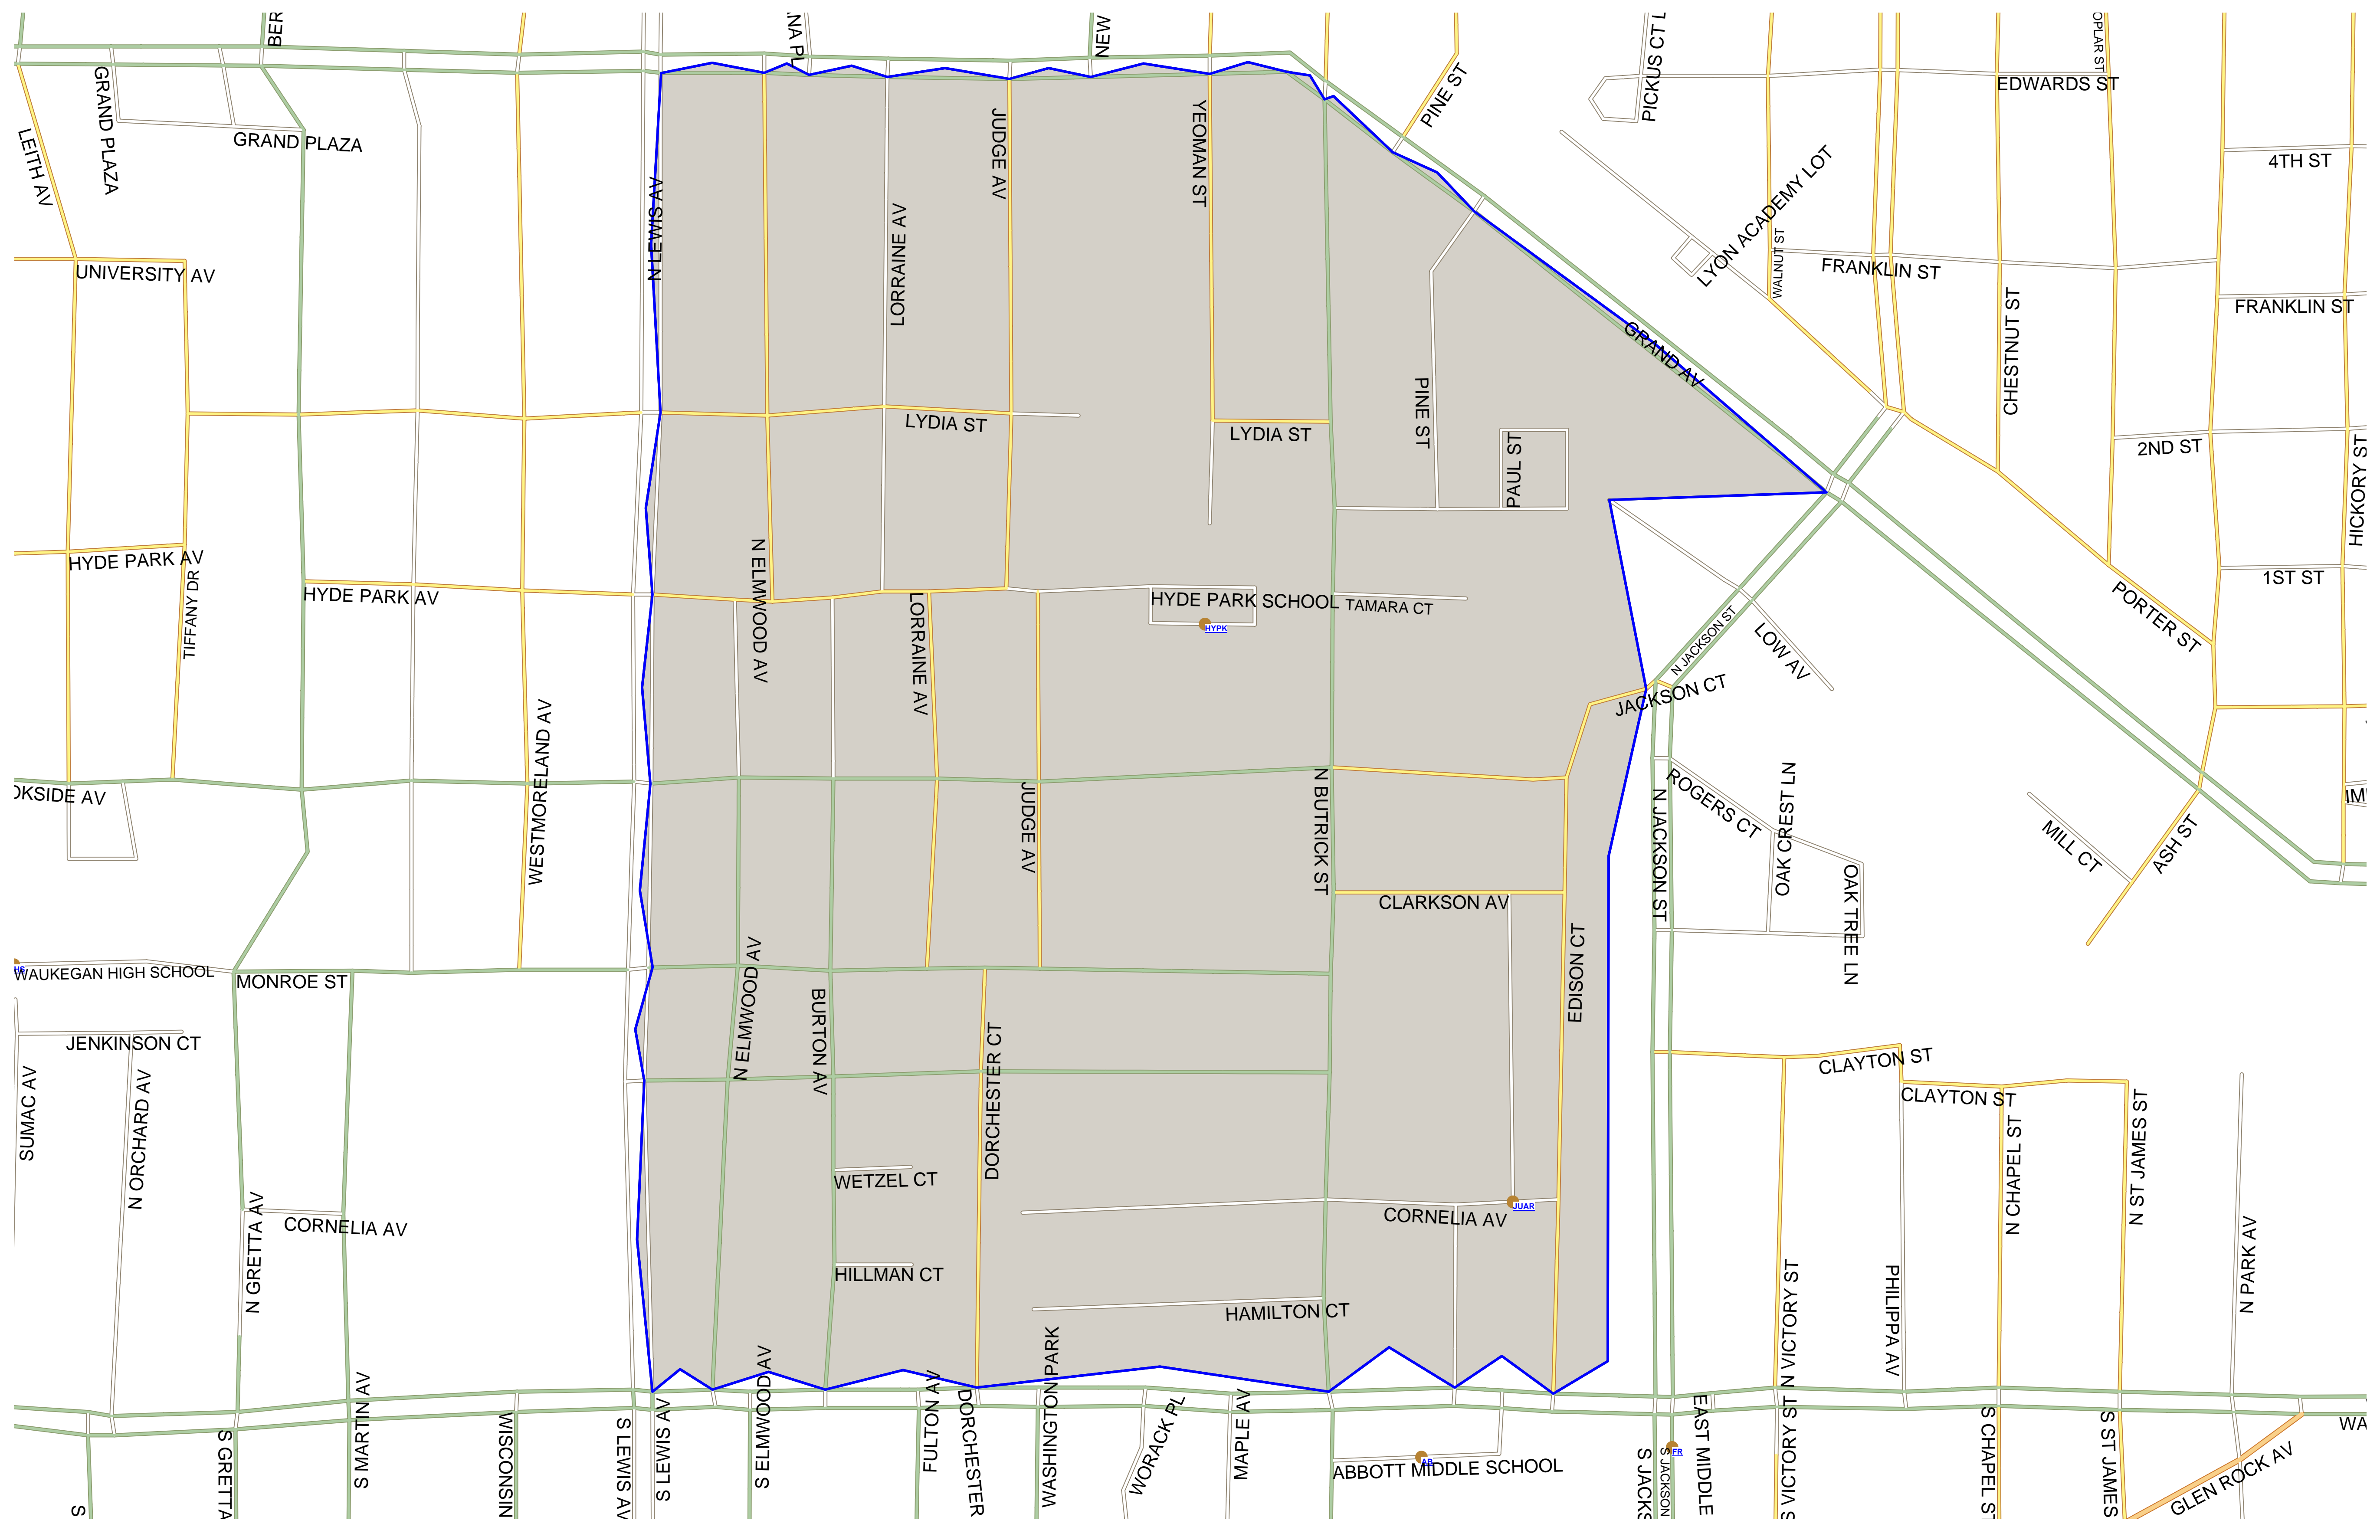 BER
NNA PL
NEW
PICKUS CT L
OPLAR ST
EDWARDS ST
PINE ST
GRAND PLAZA
GRAND PLAZA
LEITH AV
JUDGE AV
YEOMAN ST
4TH ST
LYON ACADEMY LOT
N LEWIS AV
LORRAINE AV
WALNUT ST
FRANKLIN ST
UNIVERSITY AV
FRANKLIN ST
CHESTNUT ST
GRAND AV
PINE ST
LYDIA ST
LYDIA ST
PAUL ST
2ND ST
HICKORY ST
HYDE PARK AV
TIFFANY DR
HYDE PARK AV
N ELMWOOD AV
LORRAINE AV
HYDE PARK SCHOOL
TAMARA CT
HYPK
1ST ST
PORTER ST
N JACKSON ST
LOW AV
JACKSON CT
WESTMORELAND AV
OKSIDE AV
JUDGE AV
N BUTRICK ST
N JACKSON ST
ROGERS CT
OAK CREST LN
IM
MILL CT
ASH ST
OAK TREE LN
CLARKSON AV
EDISON CT
HS
WAUKEGAN HIGH SCHOOL
MONROE ST
N ELMWOOD AV
BURTON AV
DORCHESTER CT
JENKINSON CT
SUMAC AV
N ORCHARD AV
CLAYTON ST
CLAYTON ST
N CHAPEL ST
N ST JAMES ST
WETZEL CT
N GRETTA AV
CORNELIA AV
CORNELIA AV
JUAR
HILLMAN CT
HAMILTON CT
N VICTORY ST
PHILIPPA AV
N PARK AV
S
S GRETTA
S MARTIN AV
WISCONSIN
S LEWIS AV
S LEWIS AV
S ELMWOOD AV
FULTON AV
DORCHESTER
WASHINGTON PARK
WORACK PL
MAPLE AV
AB
ABBOTT MIDDLE SCHOOL
S JACKS
S JACKSON
FR
EAST MIDDLE
S VICTORY ST
S CHAPEL S
S ST JAMES
GLEN ROCK AV
WA